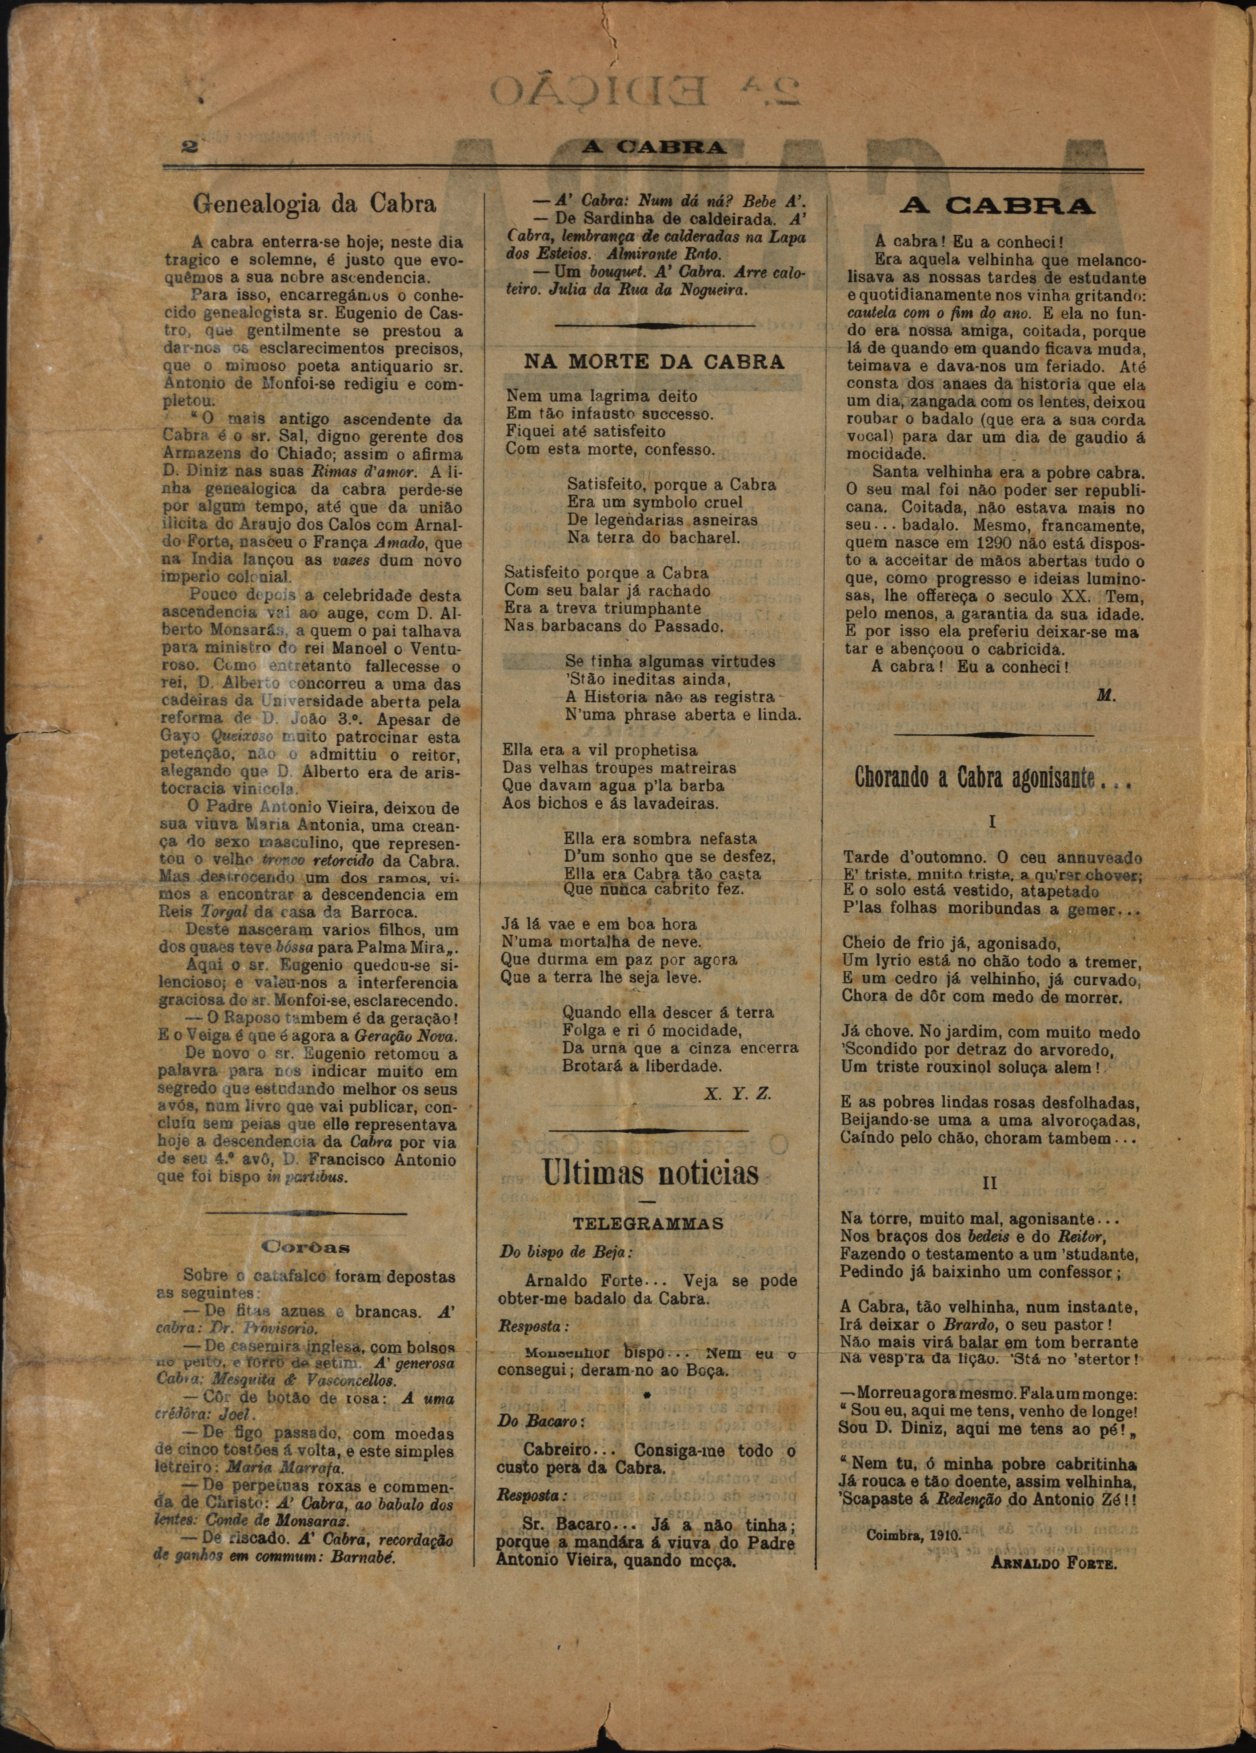 2
A CABRA
Genealogia da Cabra
A cabra enterra-se hoje; neste dia
tragico e solemne, é justo que evo-
quêmos a sua nobre ascendencia.
Para isso, encarregámos o conhe-
cido genealogista sr. Eugenio de Cas-
tro, que gentilmente se prestou a
dar-nos os esclarecimentos precisos,
que o mimoso poeta antiquario sr.
Antonio de Monfoi-se redigiu e com-
pletou.
"O mais antigo ascendente da
Cabra é o sr. Sal, digno gerente dos
Armazens do Chiado; assim o afirma
D. Diniz nas suas Rimas d'amor. A li-
nha genealogica da cabra perde-se
por algum tempo, até que da união
ilicita do Araujo dos Calos com Arnal-
do Forte, nasceu o França Amado, que
na India lançou as vazes dum novo
imperio colonial.
Pouco depois a celebridade desta
ascendencia vai ao auge, com D. Al-
berto Monsarás, a quem o pai talhava
para ministro do rei Manoel o Ventu-
roso. Como entretanto fallecesse o
rei, D. Alberto concorreu a uma das
cadeiras da Universidade aberta pela
reforma de D. João 3.º. Apesar de
Gayo Queixoso muito patrocinar esta
petenção, não o admittiu o reitor,
alegando que D. Alberto era de aris-
tocracia vinicola.
O Padre Antonio Vieira, deixou de
sua viuva Maria Antonia, uma crean-
ça do sexo masculino, que represen-
tou o velho tronco retorcido da Cabra.
Mas destrocendo um dos ramos, vi-
mos a encontrar a descendencia em
Reis Torgal da casa da Barroca.
Deste nasceram varios filhos, um
dos quaes teve bóssa para Palma Mira„.
Aqui o sr. Eugenio quedou-se si-
lencioso; e valeu-nos a interferencia
graciosa do sr. Monfoi-se, esclarecendo.
— O Raposo tambem é da geração!
E o Veiga é que é agora a Geração Nova.
De novo o sr. Eugenio retomou a
palavra para nos indicar muito em
segredo que estudando melhor os seus
avós, num livro que vai publicar, con-
cluíu sem peias que elle representava
hoje a descendencia da Cabra por via
de seu 4.º avô, D. Francisco Antonio
que foi bispo in partibus.
Corôas
Sobre o catafalco foram depostas
as seguintes:
— De fitas azues e brancas. A'
cabra: Dr. Provisorio.
— De casemira inglesa, com bolsos
no peito, e forro de setim. A' generosa
Cabra: Mesquita & Vasconcellos.
— Côr de botão de rosa: A uma
crédôra: Joel.
— De figo passado, com moedas
de cinco tostões á volta, e este simples
letreiro: Maria Marrafa.
— De perpetuas roxas e commen-
da de Christo: A' Cabra, ao babalo dos
lentes: Conde de Monsaraz.
— De riscado. A' Cabra, recordação
de ganhos em commum: Barnabé.
— A' Cabra: Num dá ná? Bebe A'.
— De Sardinha de caldeirada. A'
Cabra, lembrança de calderadas na Lapa
dos Esteios. Almirante Rato.
— Um bouquet. A' Cabra. Arre calo-
teiro. Julia da Rua da Nogueira.
NA MORTE DA CABRA
Nem uma lagrima deito
Em tão infausto successo.
Fiquei até satisfeito
Com esta morte, confesso.
Satisfeito, porque a Cabra
Era um symbolo cruel
De legendarias asneiras
Na terra do bacharel.
Satisfeito porque a Cabra
Com seu balar já rachado
Era a treva triumphante
Nas barbacans do Passado.
Se tinha algumas virtudes
'Stão ineditas ainda,
A Historia não as registra
N'uma phrase aberta e linda.
Ella era a vil prophetisa
Das velhas troupes matreiras
Que davam agua p'la barba
Aos bichos e ás lavadeiras.
Ella era sombra nefasta
D'um sonho que se desfez,
Ella era Cabra tão casta
Que nunca cabrito fez.
Já lá vae e em boa hora
N'uma mortalha de neve.
Que durma em paz por agora
Que a terra lhe seja leve.
Quando ella descer á terra
Folga e ri ó mocidade,
Da urna que a cinza encerra
Brotará a liberdade.
X. Y. Z.
Ultimas noticias
TELEGRAMMAS
Do bispo de Beja:
Arnaldo Forte... Veja se pode
obter-me badalo da Cabra.
Resposta:
Monsenhor bispo... Nem eu o
consegui; deram-no ao Boça.
Do Bacaro:
Cabreiro... Consiga-me todo o
custo pera da Cabra.
Resposta:
Sr. Bacaro... Já a não tinha;
porque a mandára á viuva do Padre
Antonio Vieira, quando moça.
A CABRA
A cabra! Eu a conheci!
Era aquela velhinha que melanco-
lisava as nossas tardes de estudante
e quotidianamente nos vinha gritando:
cautela com o fim do ano. E ela no fun-
do era nossa amiga, coitada, porque
lá de quando em quando ficava muda,
teimava e dava-nos um feriado. Até
consta dos anaes da historia que ela
um dia, zangada com os lentes, deixou
roubar o badalo (que era a sua corda
vocal) para dar um dia de gaudio á
mocidade.
Santa velhinha era a pobre cabra.
O seu mal foi não poder ser republi-
cana. Coitada, não estava mais no
seu... badalo. Mesmo, francamente,
quem nasce em 1290 não está dispos-
to a acceitar de mãos abertas tudo o
que, como progresso e ideias lumino-
sas, lhe offereça o seculo XX. Tem,
pelo menos, a garantia da sua idade.
E por isso ela preferiu deixar-se ma
tar e abençoou o cabricida.
A cabra! Eu a conheci!
M.
Chorando a Cabra agonisante...
I
Tarde d'outomno. O ceu annuveado
E' triste, muito triste, a qu'rer chover;
E o solo está vestido, atapetado
P'las folhas moribundas a gemer...
Cheio de frio já, agonisado,
Um lyrio está no chão todo a tremer,
E um cedro já velhinho, já curvado,
Chora de dôr com medo de morrer.
Já chove. No jardim, com muito medo
'Scondido por detraz do arvoredo,
Um triste rouxinol soluça alem!
E as pobres lindas rosas desfolhadas,
Beijando-se uma a uma alvoroçadas,
Caíndo pelo chão, choram tambem...
II
Na torre, muito mal, agonisante...
Nos braços dos bedeis e do Reitor,
Fazendo o testamento a um 'studante,
Pedindo já baixinho um confessor;
A Cabra, tão velhinha, num instante,
Irá deixar o Brardo, o seu pastor!
Não mais virá balar em tom berrante
Na vesp'ra da lição. 'Stá no 'stertor!
—Morreu agora mesmo. Fala um monge:
"Sou eu, aqui me tens, venho de longe!
Sou D. Diniz, aqui me tens ao pé!„
"Nem tu, ó minha pobre cabritinha
Já rouca e tão doente, assim velhinha,
'Scapaste á Redenção do Antonio Zé!!
Coimbra, 1910.
ARNALDO FORTE.